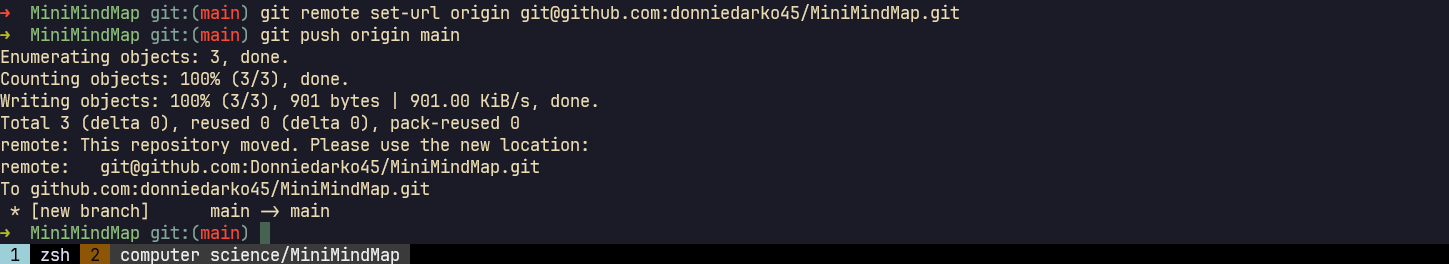 → MiniMindMap git:(main) git remote set-url origin git@github.com:donniedarko45/MiniMindMap.git
→ MiniMindMap git:(main) git push origin main
Enumerating objects: 3, done.
Counting objects: 100% (3/3), done.
Writing objects: 100% (3/3), 901 bytes | 901.00 KiB/s, done.
Total 3 (delta 0), reused 0 (delta 0), pack-reused 0
remote: This repository moved. Please use the new location:
remote:   git@github.com:Donniedarko45/MiniMindMap.git
To github.com:donniedarko45/MiniMindMap.git
 * [new branch]      main -> main
→ MiniMindMap git:(main)
1 zsh 2 computer science/MiniMindMap